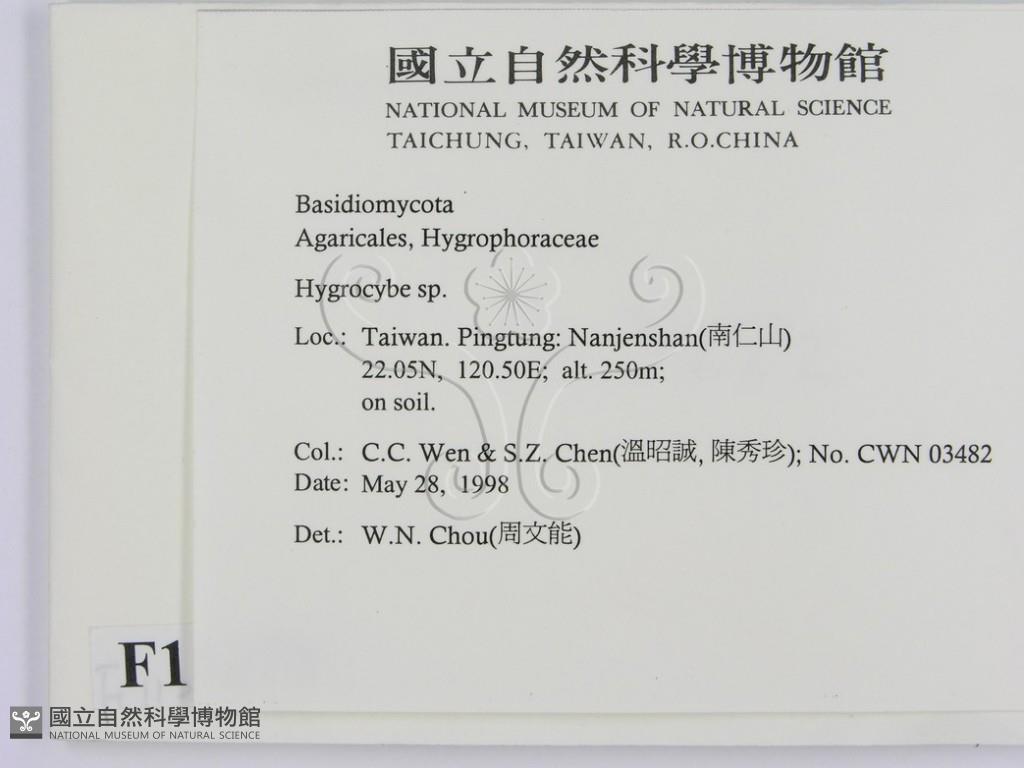 國立自然科學博物館
NATIONAL MUSEUM OF NATURAL SCIENCE
TAICHUNG, TAIWAN, R.O.CHINA
Basidiomycota
Agaricales, Hygrophoraceae
Hygrocybe sp.
Loc.: Taiwan. Pingtung: Nanjenshan(南仁山)
22.05N, 120.50E; alt. 250m;
on soil.
Col.: C.C. Wen & S.Z. Chen(溫昭誠, 陳秀珍); No. CWN 03482
Date: May 28, 1998
Det.: W.N. Chou(周文能)
F1
國立自然科學博物館
NATIONAL MUSEUM OF NATURAL SCIENCE